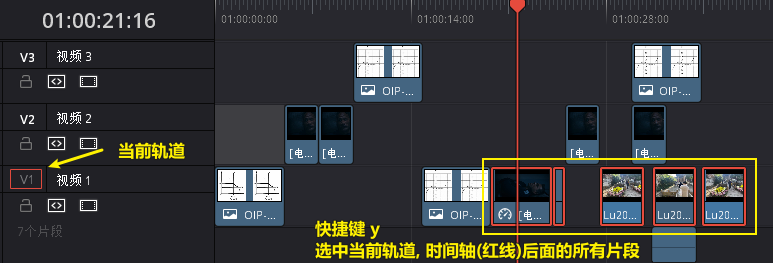 01:00:21:16
01:00:00:00
01:00:14:00
01:00:28:00
V3 视频 3
OIP-...
OIP-...
V2 视频 2
当前轨道
[电...
[电...
[电...
[电...
V1 视频 1
7个片段
OIP-...
OIP-...
[电...
Lu20...
Lu20...
Lu20...
快捷键 y
选中当前轨道, 时间轴(红线)后面的所有片段